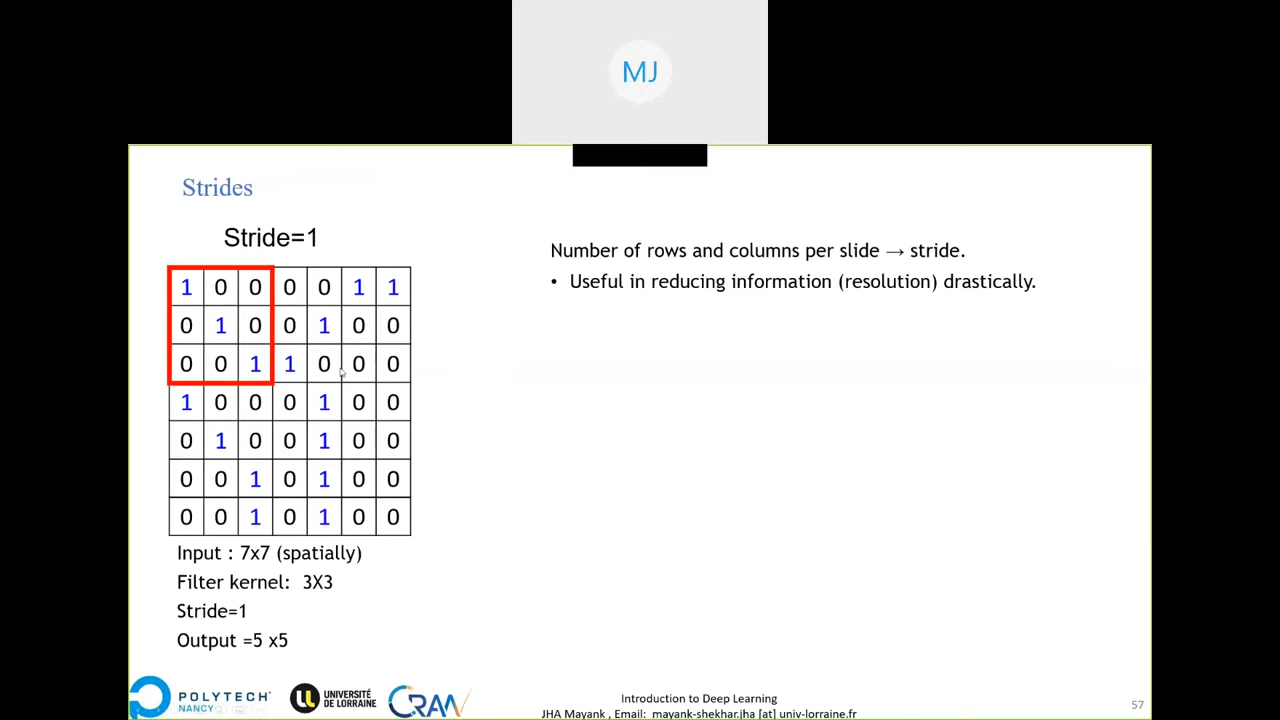 MJ
Strides
Stride=1
1 0 0 0 0 1 1
0 1 0 0 1 0 0
0 0 1 1 0 0 0
1 0 0 0 1 0 0
0 1 0 0 1 0 0
0 0 1 0 1 0 0
0 0 1 0 1 0 0
Input : 7x7 (spatially)
Filter kernel: 3X3
Stride=1
Output =5 x5
Number of rows and columns per slide → stride.
• Useful in reducing information (resolution) drastically.
POLYTECH
NANCY
UNIVERSITÉ
DE LORRAINE
CRAN
Introduction to Deep Learning
JHA Mayank , Email: mayank-shekhar.jha [at] univ-lorraine.fr
57